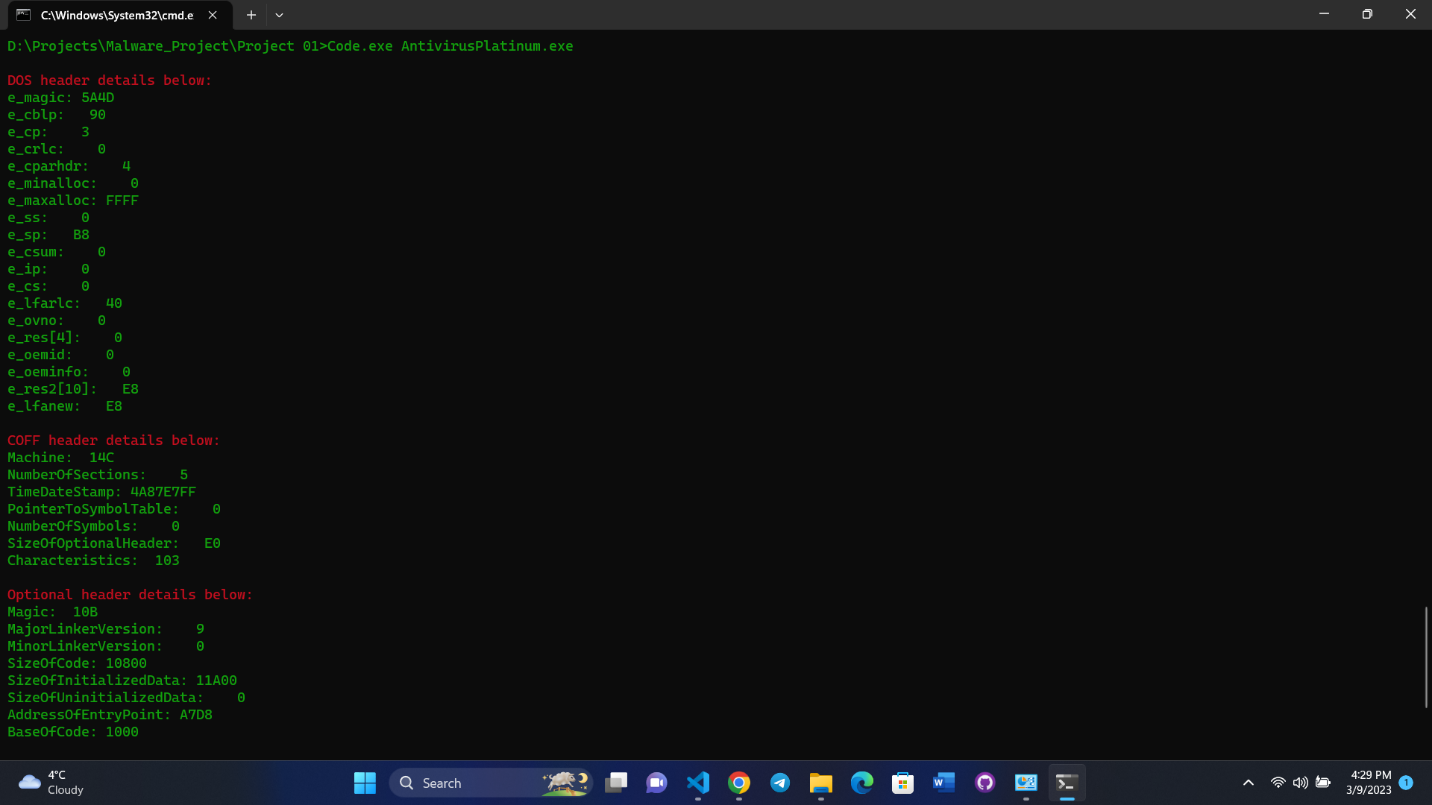 C:\Windows\System32\cmd.e
D:\Projects\Malware_Project\Project 01>Code.exe AntivirusPlatinum.exe
DOS header details below:
e_magic: 5A4D
e_cblp:   90
e_cp:    3
e_crlc:    0
e_cparhdr:    4
e_minalloc:    0
e_maxalloc: FFFF
e_ss:    0
e_sp:   B8
e_csum:    0
e_ip:    0
e_cs:    0
e_lfarlc:   40
e_ovno:    0
e_res[4]:    0
e_oemid:    0
e_oeminfo:    0
e_res2[10]:   E8
e_lfanew:   E8
COFF header details below:
Machine:  14C
NumberOfSections:    5
TimeDateStamp: 4A87E7FF
PointerToSymbolTable:    0
NumberOfSymbols:    0
SizeOfOptionalHeader:   E0
Characteristics:  103
Optional header details below:
Magic:  10B
MajorLinkerVersion:    9
MinorLinkerVersion:    0
SizeOfCode: 10800
SizeOfInitializedData: 11A00
SizeOfUninitializedData:    0
AddressOfEntryPoint: A7D8
BaseOfCode: 1000
4°C
Cloudy
Search
4:29 PM
3/9/2023
1